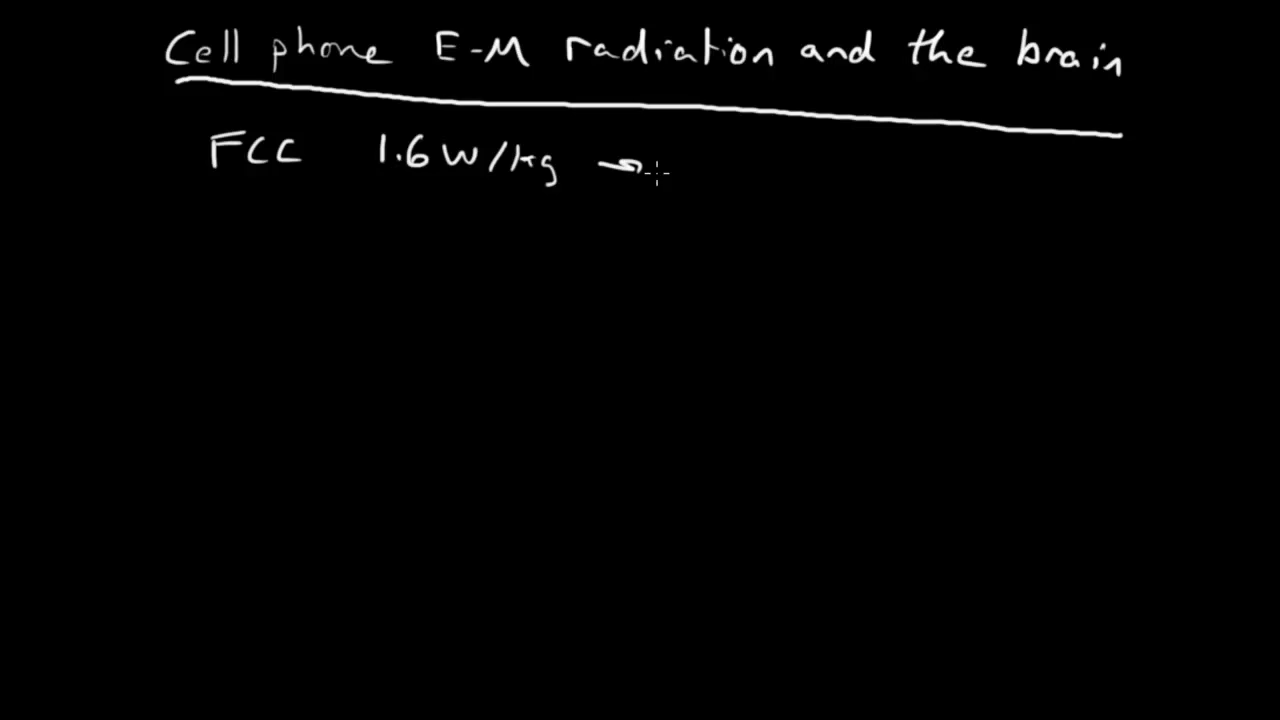 Cell phone E-M radiation and the brain
FCC 1.6 W/kg →